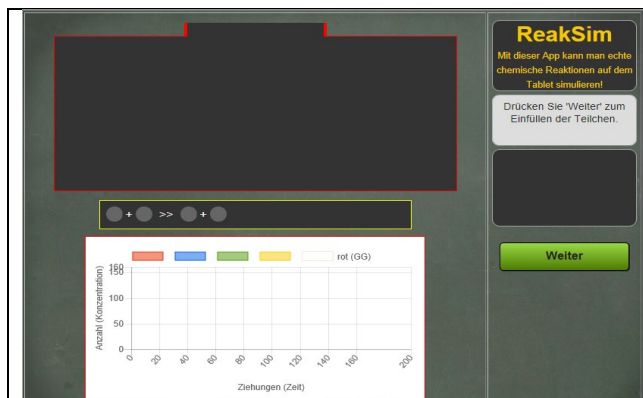 ReakSim
Mit dieser App kann man echte
chemische Reaktionen auf dem
Tablet simulieren!
Drücken Sie 'Weiter' zum
Einfüllen der Teilchen.
+ >> +
Weiter
rot (GG)
Anzahl (Konzentration)
160
150
100
50
0
0 20 40 60 80 100 120 140 160 200
Ziehungen (Zeit)